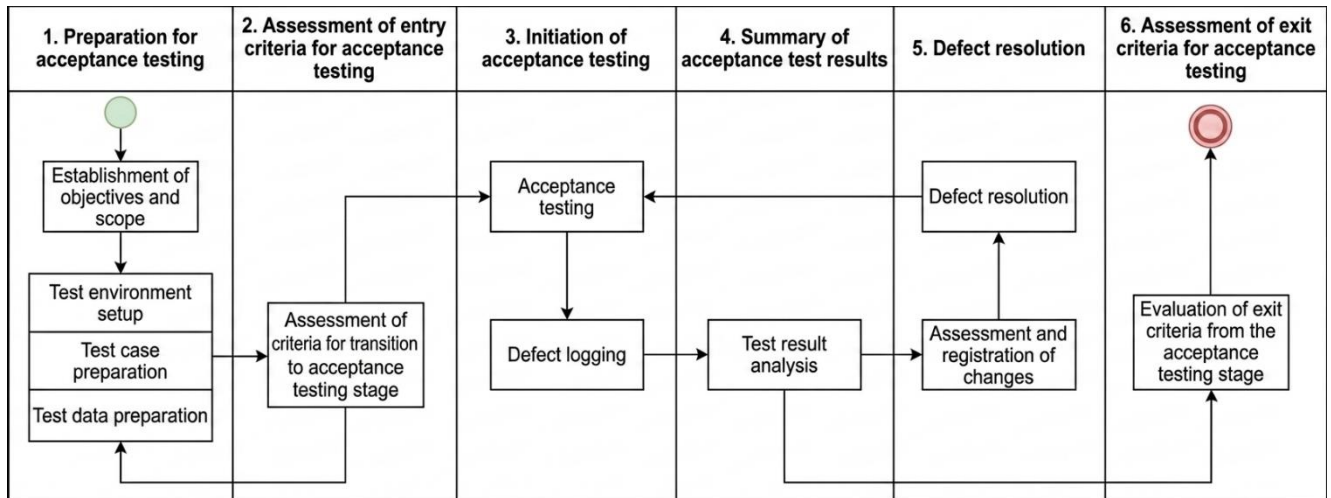 1. Preparation for
acceptance testing
2. Assessment of entry
criteria for acceptance
testing
3. Initiation of
acceptance testing
4. Summary of
acceptance test results
5. Defect resolution
6. Assessment of exit
criteria for acceptance
testing
Establishment of
objectives and
scope
Test environment
setup
Test case
preparation
Test data preparation
Assessment of
criteria for transition
to acceptance
testing stage
Acceptance
testing
Defect logging
Test result
analysis
Defect resolution
Assessment and
registration of
changes
Evaluation of exit
criteria from the
acceptance
testing stage